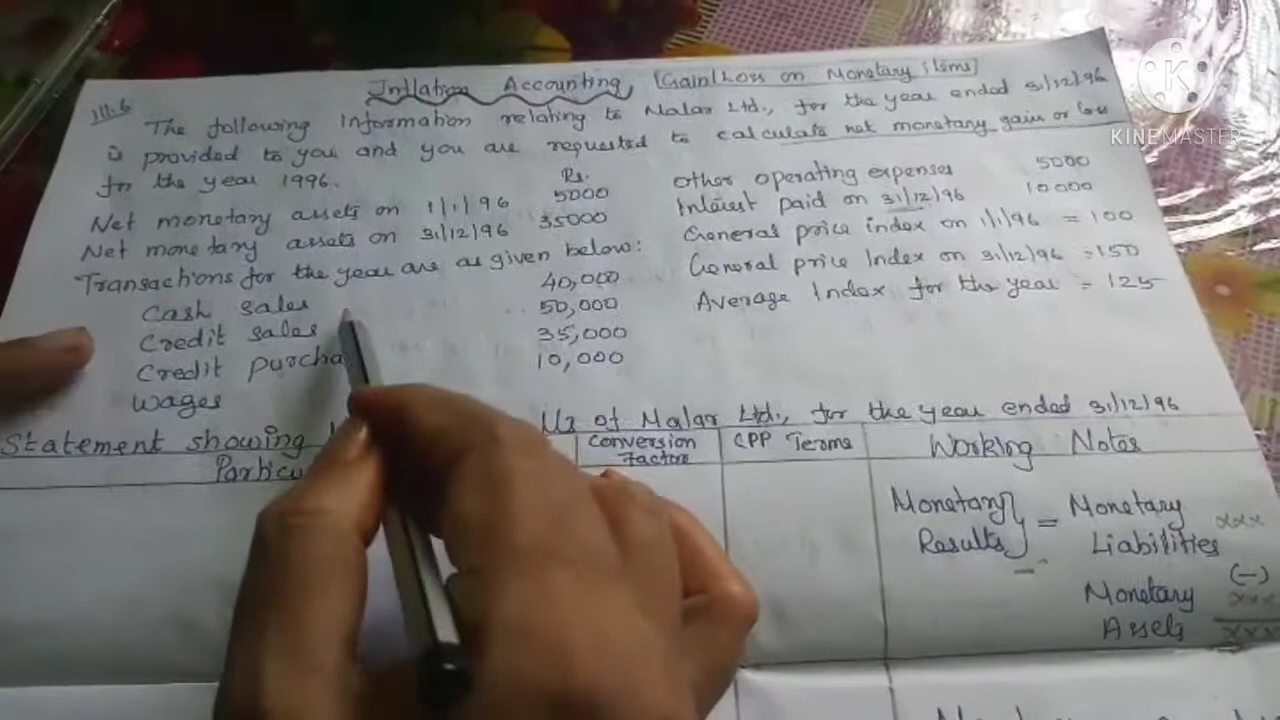 Inflation Accounting [Gain/Loss on Monetary items]
Ill:6
The following information relating to Malar Ltd., for the year ended 31/12/96
is provided to you and you are requested to calculate net monetary gain or loss
for the year 1996.
Rs.
Net monetary assets on 1/1/96 5000
Net monetary assets on 31/12/96 35000
Transactions for the year are as given below:
Cash sales 40,000
Credit sales 50,000
Credit purcha 35,000
Wages 10,000
Other operating expenses 5000
Interest paid on 31/12/96 10000
General price index on 1/1/96 = 100
General price Index on 31/12/96 = 150
Average Index for the year = 125
KINEMASTER
Statement showing of Malar Ltd., for the year ended 31/12/96
Particu Conversion Factor CPP Terms Working Notes
Monetary Results } = Monetary Liabilities xxx
(-)
Monetary Assets xxx
xxx